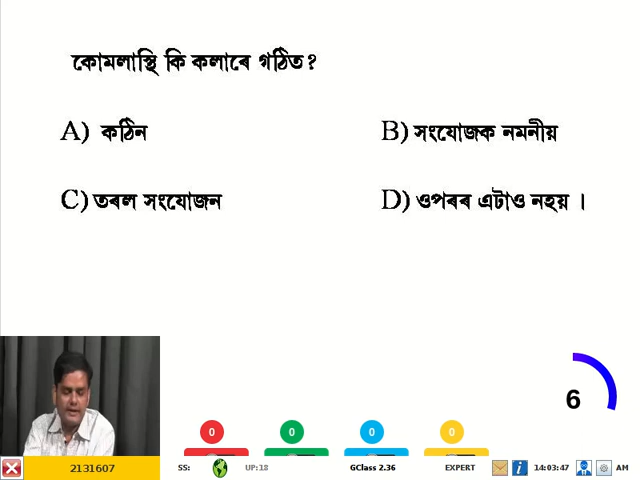 কোমলাস্থি কি কলাৰে গঠিত?
A) কঠিন
B) সংযোজক নমনীয়
C) তৰল সংযোজন
D) ওপৰৰ এটাও নহয় ।
6
0 0 0 0
2131607 SS: UP:18 GClass 2.36 EXPERT 14:03:47 AM